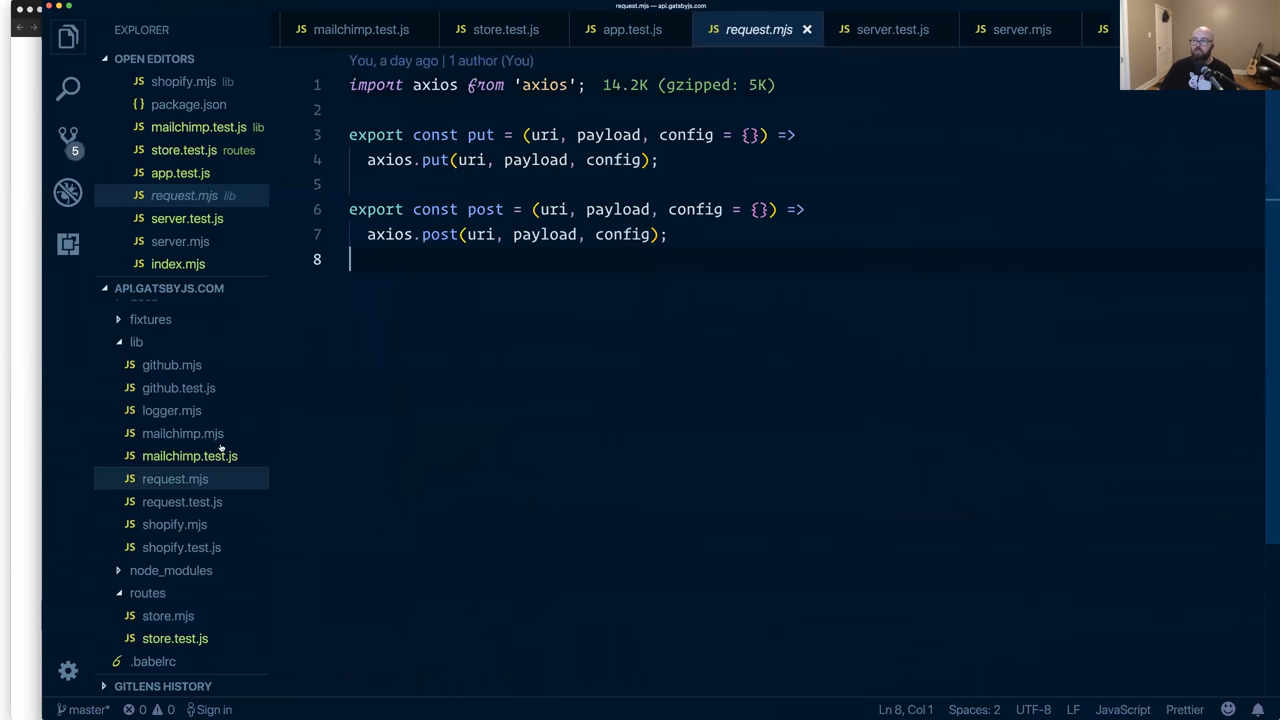 request.mjs — api.gatsbyjs.com
EXPLORER
OPEN EDITORS
JS shopify.mjs lib
{} package.json
JS mailchimp.test.js lib
JS store.test.js routes
JS app.test.js
JS request.mjs lib
JS server.test.js
JS server.mjs
JS index.mjs
API.GATSBYJS.COM
fixtures
lib
JS github.mjs
JS github.test.js
JS logger.mjs
JS mailchimp.mjs
JS mailchimp.test.js
JS request.mjs
JS request.test.js
JS shopify.mjs
JS shopify.test.js
node_modules
routes
JS store.mjs
JS store.test.js
.babelrc
GITLENS HISTORY
5
JS mailchimp.test.js JS store.test.js JS app.test.js JS request.mjs JS server.test.js JS server.mjs JS
You, a day ago | 1 author (You)
1 import axios from 'axios'; 14.2K (gzipped: 5K)
2
3 export const put = (uri, payload, config = {}) =>
4 axios.put(uri, payload, config);
5
6 export const post = (uri, payload, config = {}) =>
7 axios.post(uri, payload, config);
8
master* 0 0 Sign in Ln 8, Col 1 Spaces: 2 UTF-8 LF JavaScript Prettier